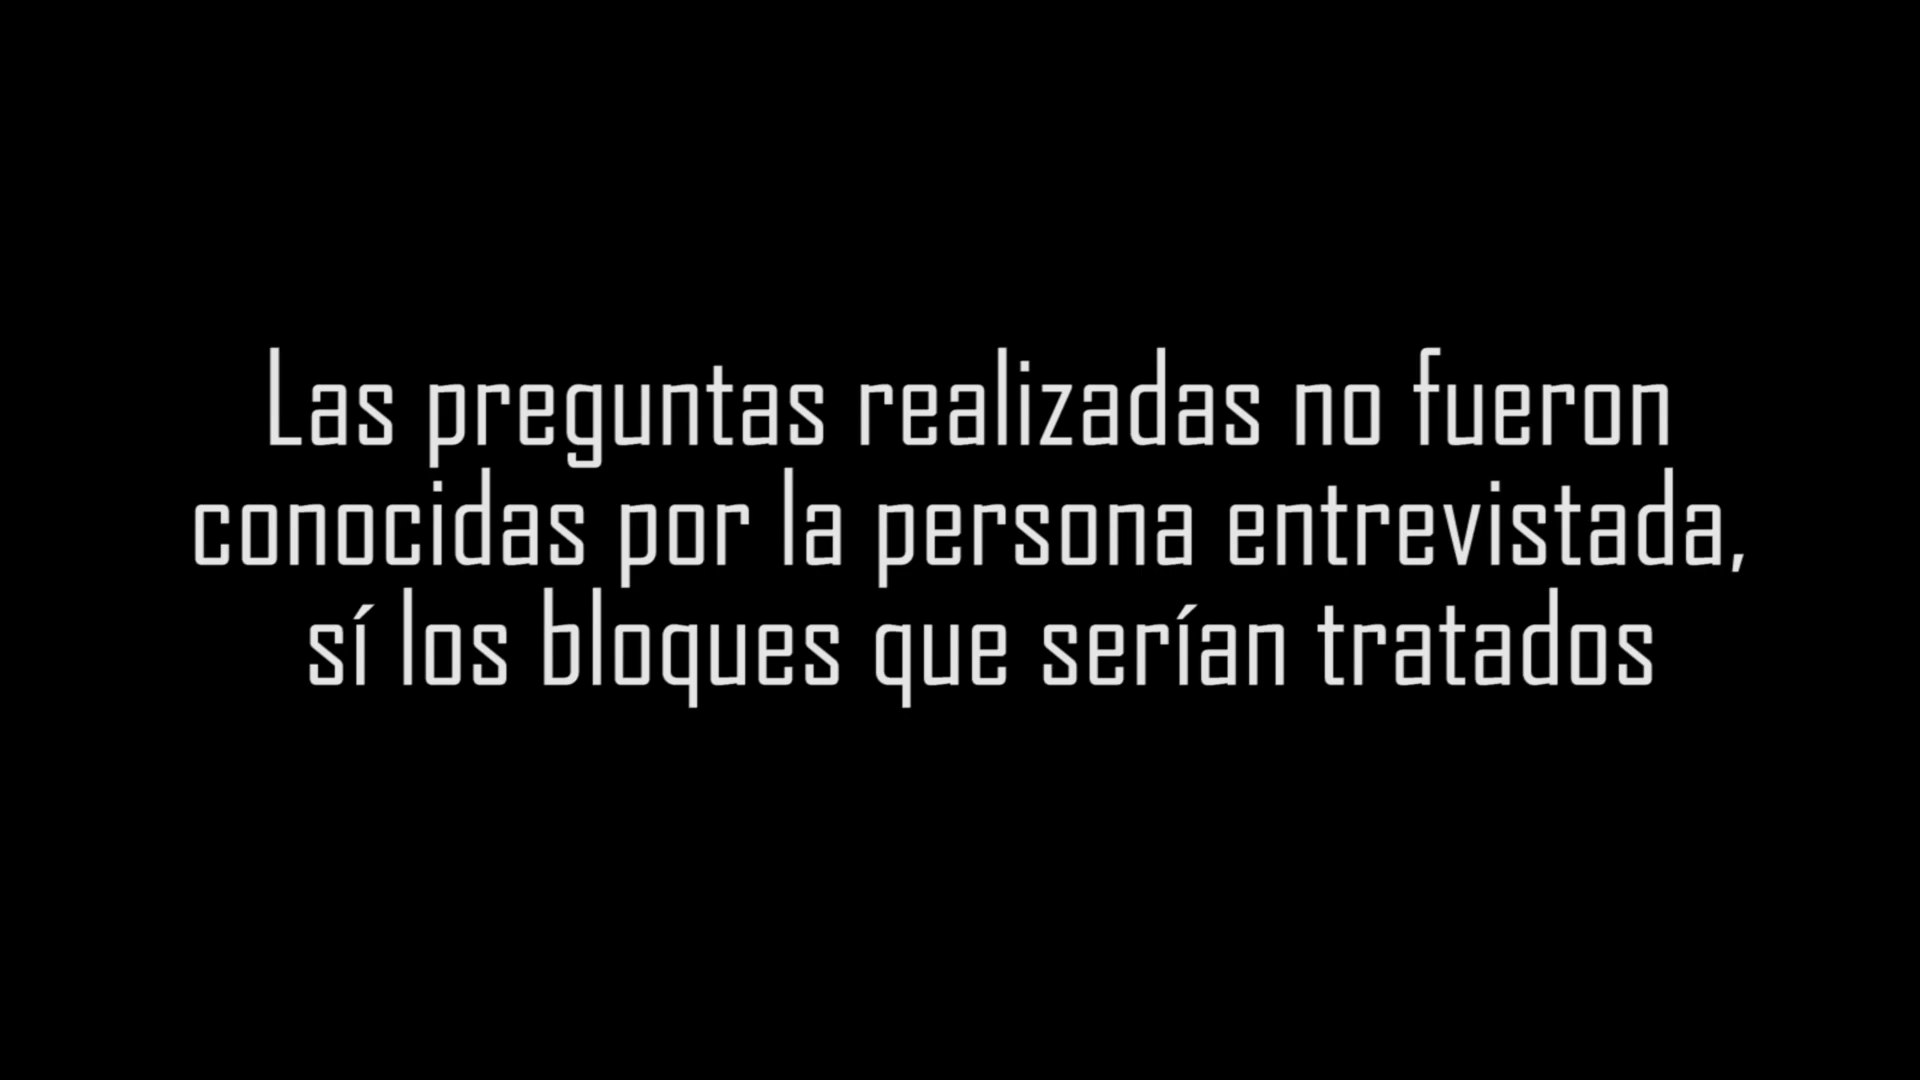 Las preguntas realizadas no fueron
conocidas por la persona entrevistada,
sí los bloques que serían tratados